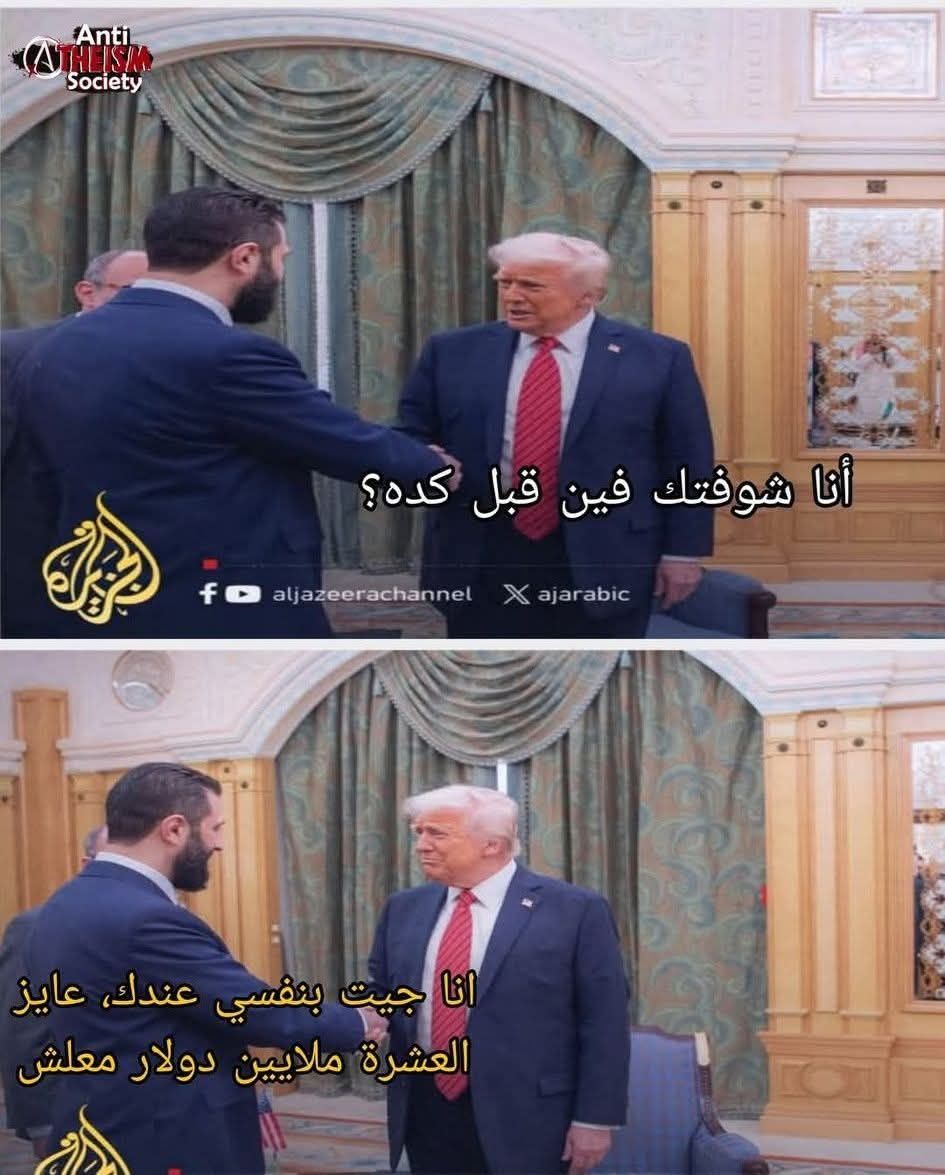 Anti
ATHEISM
Society
أنا شوفتك فين قبل كده؟
الجزيرة
aljazeerachannel ajarabic
انا جيت بنفسي عندك، عايز
العشرة ملايين دولار معلش